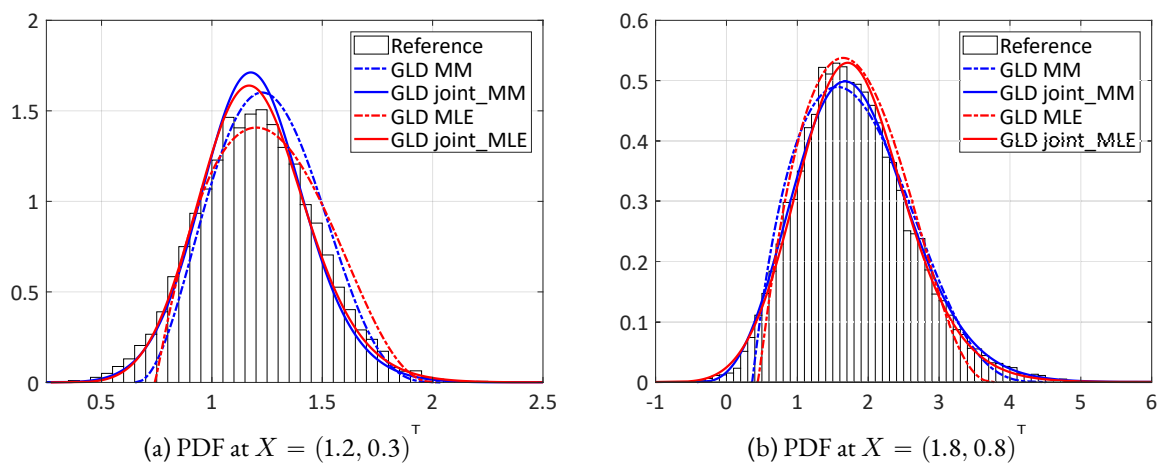 2
1.5
1
0.5
0
0.5
1
1.5
2
2.5
Reference
GLD MM
GLD joint_MM
GLD MLE
GLD joint_MLE
(a) PDF at X = (1.2, 0.3)^T
0.6
0.5
0.4
0.3
0.2
0.1
0
-1
0
1
2
3
4
5
6
Reference
GLD MM
GLD joint_MM
GLD MLE
GLD joint_MLE
(b) PDF at X = (1.8, 0.8)^T